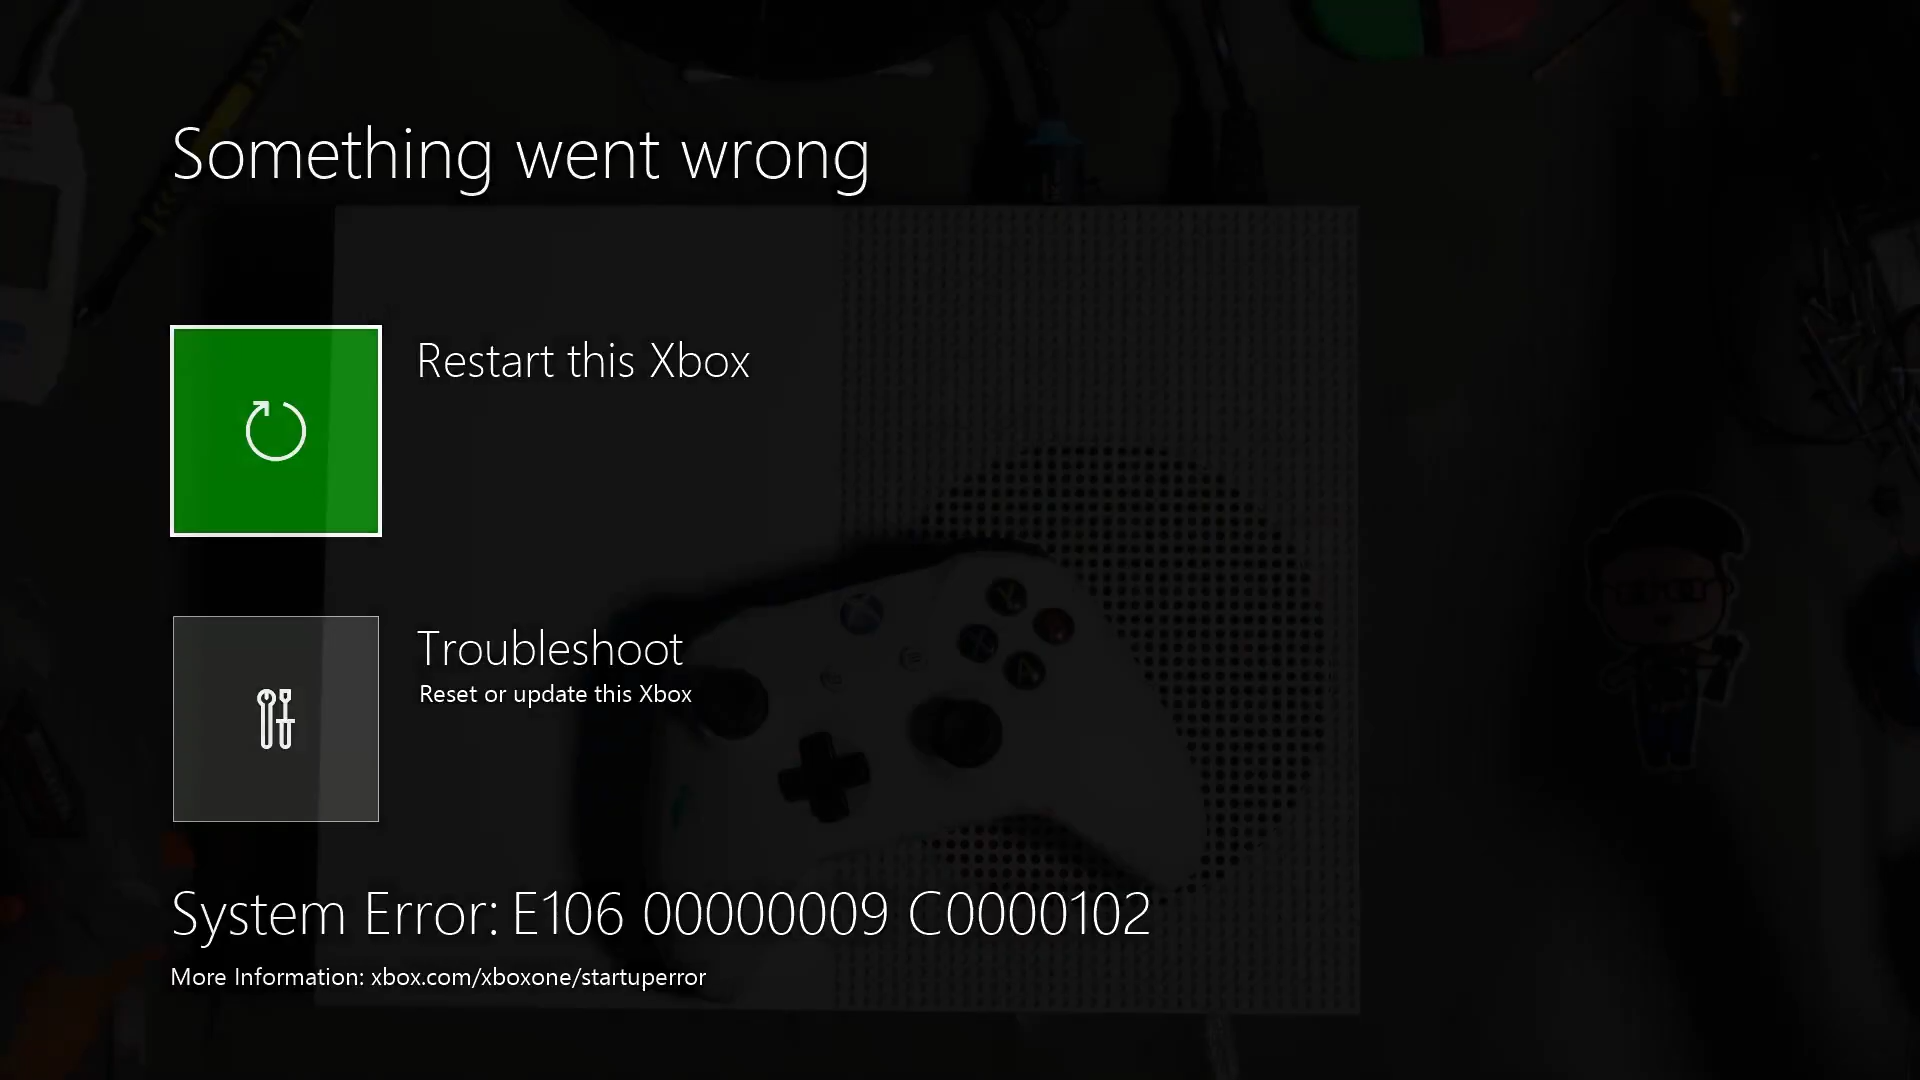 Something went wrong
Restart this Xbox
Troubleshoot
Reset or update this Xbox
System Error: E106 00000009 C0000102
More Information: xbox.com/xboxone/startuperror